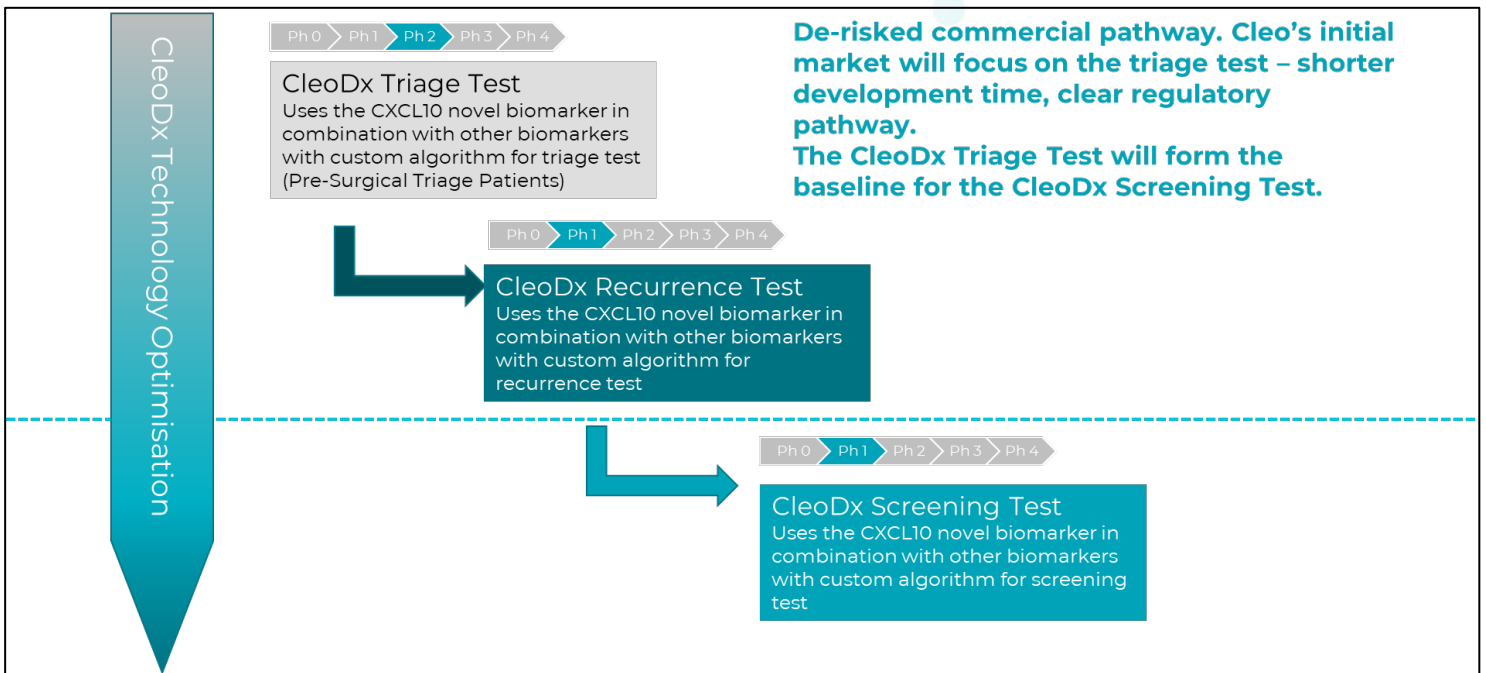 CleoDx Technology Optimisation
Ph 0 Ph 1 Ph 2 Ph 3 Ph 4
CleoDx Triage Test
Uses the CXCL10 novel biomarker in
combination with other biomarkers
with custom algorithm for triage test
(Pre-Surgical Triage Patients)
De-risked commercial pathway. Cleo’s initial
market will focus on the triage test – shorter
development time, clear regulatory
pathway.
The CleoDx Triage Test will form the
baseline for the CleoDx Screening Test.
Ph 0 Ph 1 Ph 2 Ph 3 Ph 4
CleoDx Recurrence Test
Uses the CXCL10 novel biomarker in
combination with other biomarkers
with custom algorithm for
recurrence test
Ph 0 Ph 1 Ph 2 Ph 3 Ph 4
CleoDx Screening Test
Uses the CXCL10 novel biomarker in
combination with other biomarkers
with custom algorithm for screening
test